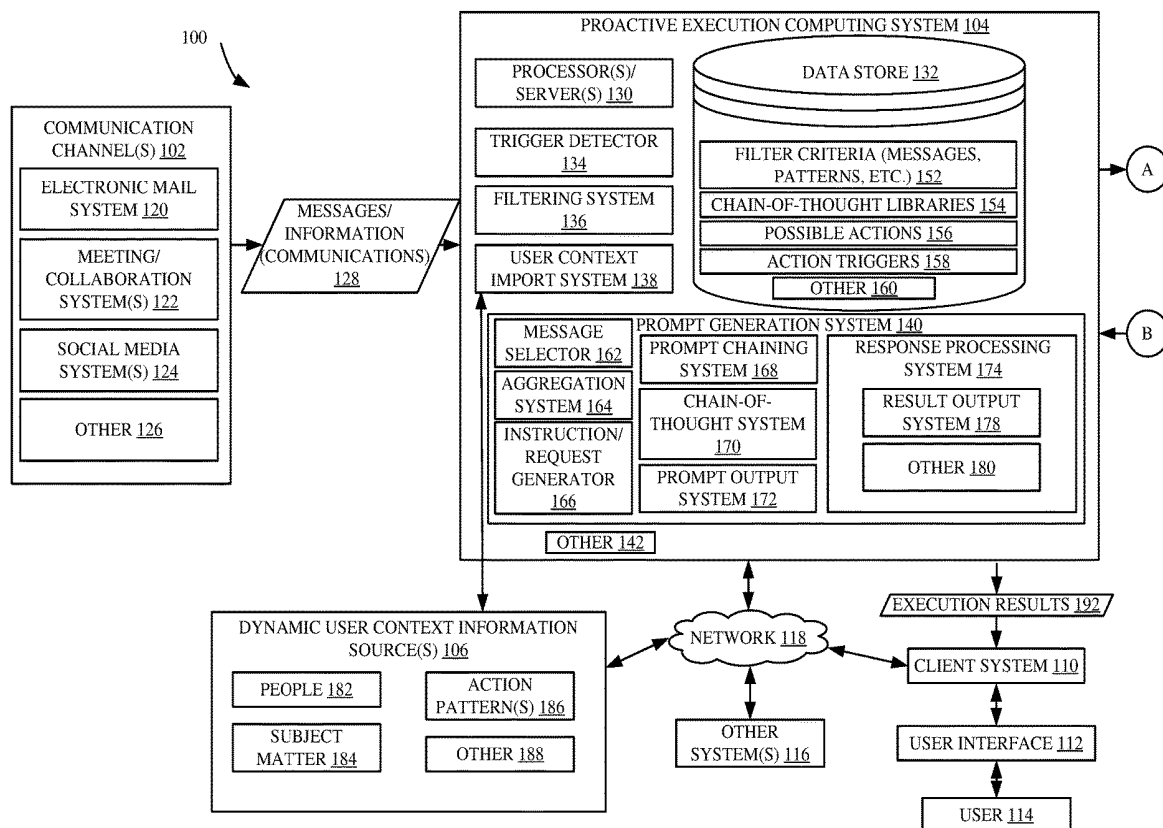 100
COMMUNICATION
CHANNEL(S) 102
ELECTRONIC MAIL
SYSTEM 120
MEETING/
COLLABORATION
SYSTEM(S) 122
SOCIAL MEDIA
SYSTEM(S) 124
OTHER 126
MESSAGES/
INFORMATION
(COMMUNICATIONS)
128
PROACTIVE EXECUTION COMPUTING SYSTEM 104
PROCESSOR(S)/
SERVER(S) 130
TRIGGER DETECTOR
134
FILTERING SYSTEM
136
USER CONTEXT
IMPORT SYSTEM 138
DATA STORE 132
FILTER CRITERIA (MESSAGES,
PATTERNS, ETC.) 152
CHAIN-OF-THOUGHT LIBRARIES 154
POSSIBLE ACTIONS 156
ACTION TRIGGERS 158
OTHER 160
A
B
PROMPT GENERATION SYSTEM 140
MESSAGE
SELECTOR 162
AGGREGATION
SYSTEM 164
INSTRUCTION/
REQUEST
GENERATOR
166
PROMPT CHAINING
SYSTEM 168
CHAIN-OF-
THOUGHT SYSTEM
170
PROMPT OUTPUT
SYSTEM 172
RESPONSE PROCESSING
SYSTEM 174
RESULT OUTPUT
SYSTEM 178
OTHER 180
OTHER 142
DYNAMIC USER CONTEXT INFORMATION
SOURCE(S) 106
PEOPLE 182
ACTION
PATTERN(S) 186
SUBJECT
MATTER 184
OTHER 188
NETWORK 118
OTHER
SYSTEM(S) 116
EXECUTION RESULTS 192
CLIENT SYSTEM 110
USER INTERFACE 112
USER 114